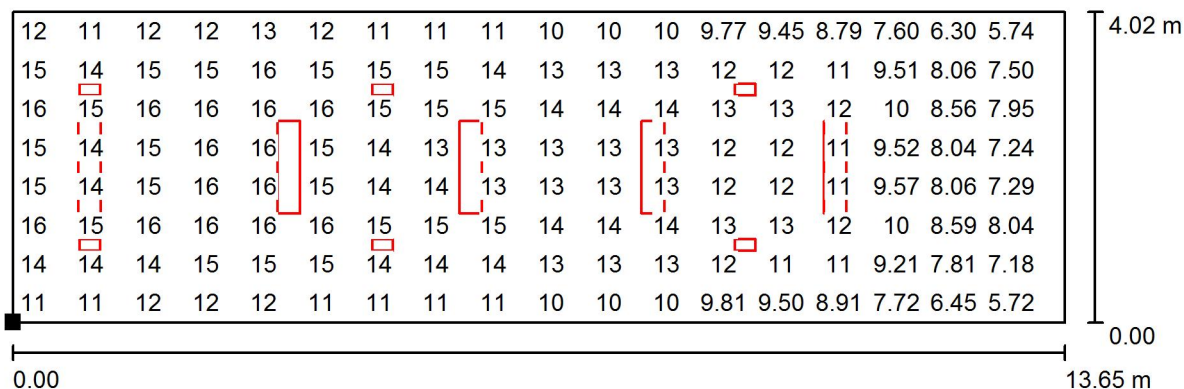 12 11 12 12 13 12 11 11 11 10 10 10 9.77 9.45 8.79 7.60 6.30 5.74
4.02 m
15 14 15 15 16 15 15 15 14 13 13 13 12 12 11 9.51 8.06 7.50
16 15 16 16 16 16 15 15 15 14 14 14 13 13 12 10 8.56 7.95
15 14 15 16 16 15 14 13 13 13 13 13 12 12 11 9.52 8.04 7.24
15 14 15 16 16 15 14 14 13 13 13 13 12 12 11 9.57 8.06 7.29
16 15 16 16 16 16 15 15 15 14 14 14 13 13 12 10 8.59 8.04
14 14 14 15 15 15 14 14 14 13 13 13 12 11 11 9.21 7.81 7.18
11 11 12 12 12 11 11 11 11 10 10 10 9.81 9.50 8.91 7.72 6.45 5.72
0.00
0.00 13.65 m